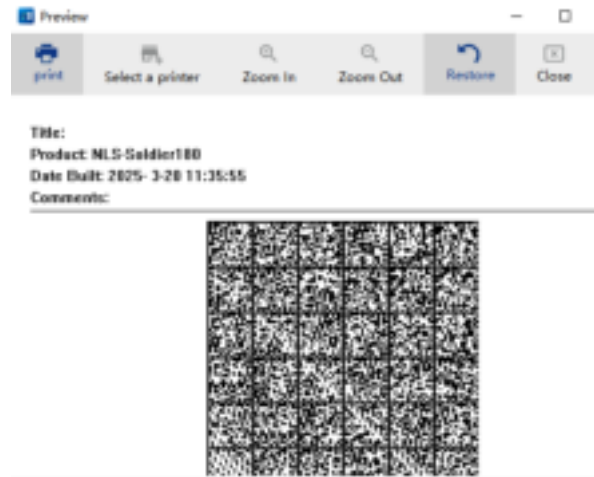 Preview
print Select a printer Zoom In Zoom Out Restore Close
Title:
Product: NLS-Soldier180
Date Built: 2025- 3-20 11:35:55
Comments: